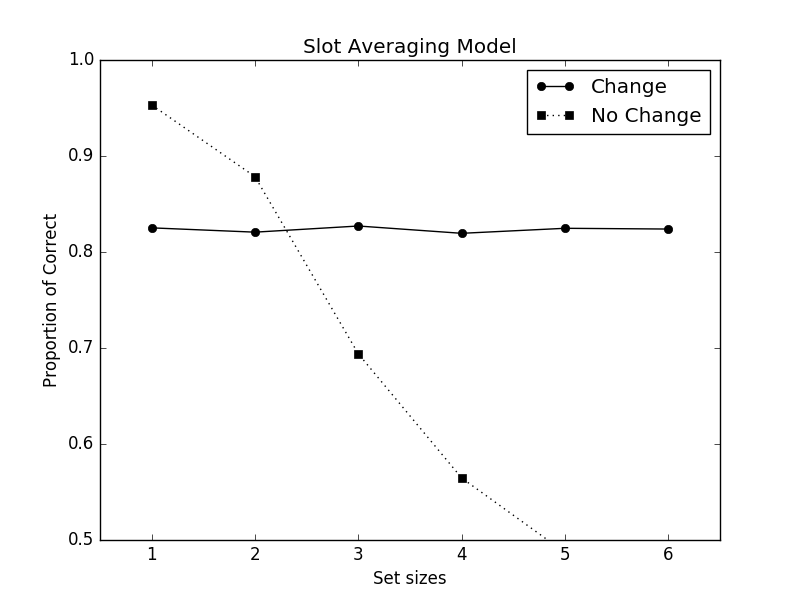 Slot Averaging Model
1.0
Change
No Change
0.9
0.8
0.7
0.6
0.5
Proportion of Correct
1 2 3 4 5 6
Set sizes